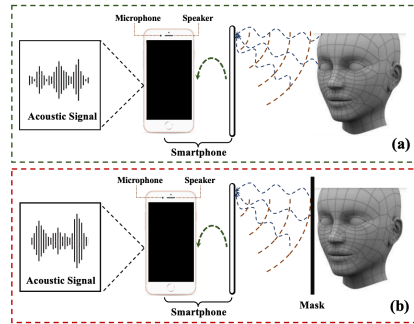 Microphone Speaker
Acoustic Signal
Smartphone
(a)
Microphone Speaker
Acoustic Signal
Smartphone
Mask
(b)